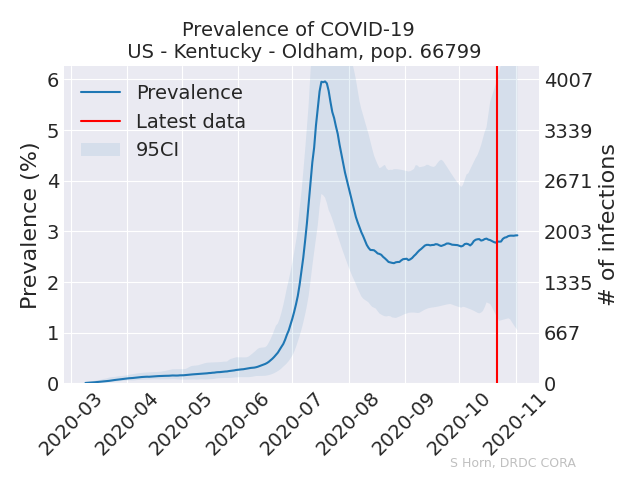 Prevalence of COVID-19
US - Kentucky - Oldham, pop. 66799
Prevalence
Latest data
95CI
Prevalence (%)
6
5
4
3
2
1
0
4007
3339
2671
2003
1335
667
0
# of infections
2020-03
2020-04
2020-05
2020-06
2020-07
2020-08
2020-09
2020-10
2020-11
S Horn, DRDC CORA